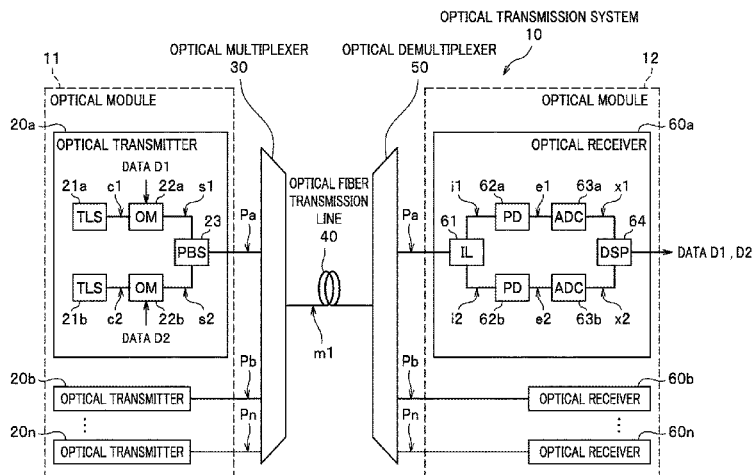 OPTICAL TRANSMISSION SYSTEM
10
OPTICAL MULTIPLEXER
30
OPTICAL DEMULTIPLEXER
50
11
12
OPTICAL MODULE
OPTICAL MODULE
20a
60a
OPTICAL TRANSMITTER
OPTICAL RECEIVER
DATA D1
21a
c1
22a
s1
TLS
OM
23
PBS
TLS
OM
21b
c2
22b
s2
DATA D2
Pa
OPTICAL FIBER
TRANSMISSION
LINE
40
m1
Pa
i1
62a
e1
63a
x1
61
PD
ADC
64
IL
DSP
DATA D1 , D2
PD
ADC
i2
62b
e2
63b
x2
20b
Pb
Pb
60b
OPTICAL TRANSMITTER
OPTICAL RECEIVER
20n
Pn
Pn
60n
OPTICAL TRANSMITTER
OPTICAL RECEIVER